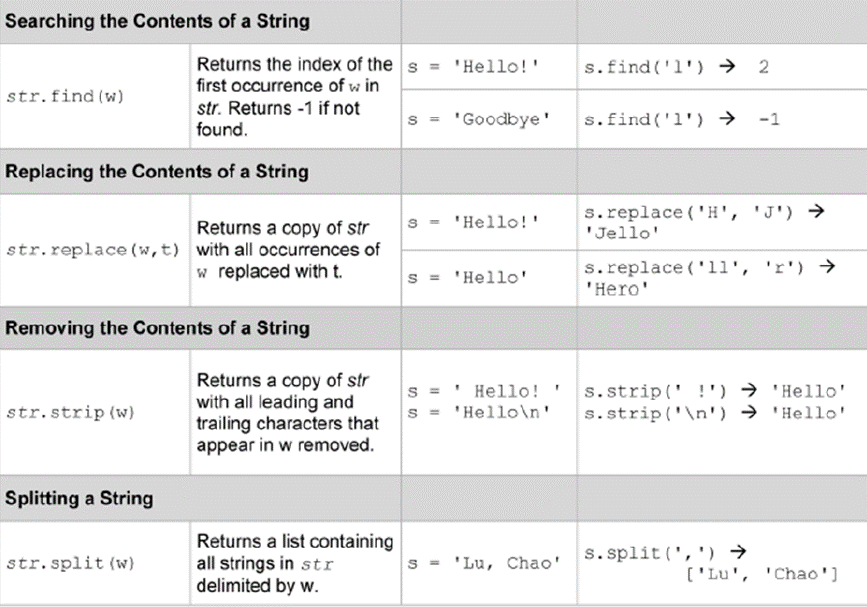 Searching the Contents of a String
str.find(w)
Returns the index of the
first occurrence of w in
str. Returns -1 if not
found.
s = 'Hello!'
s.find('l') → 2
s = 'Goodbye'
s.find('l') → -1
Replacing the Contents of a String
str.replace(w,t)
Returns a copy of str
with all occurrences of
w replaced with t.
s = 'Hello!'
s.replace('H', 'J') →
'Jello'
s = 'Hello'
s.replace('ll', 'r') →
'Hero'
Removing the Contents of a String
str.strip(w)
Returns a copy of str
with all leading and
trailing characters that
appear in w removed.
s = ' Hello! '
s = 'Hello\n'
s.strip(' !') → 'Hello'
s.strip('\n') → 'Hello'
Splitting a String
str.split(w)
Returns a list containing
all strings in str
delimited by w.
s = 'Lu, Chao'
s.split(',') →
['Lu', 'Chao']